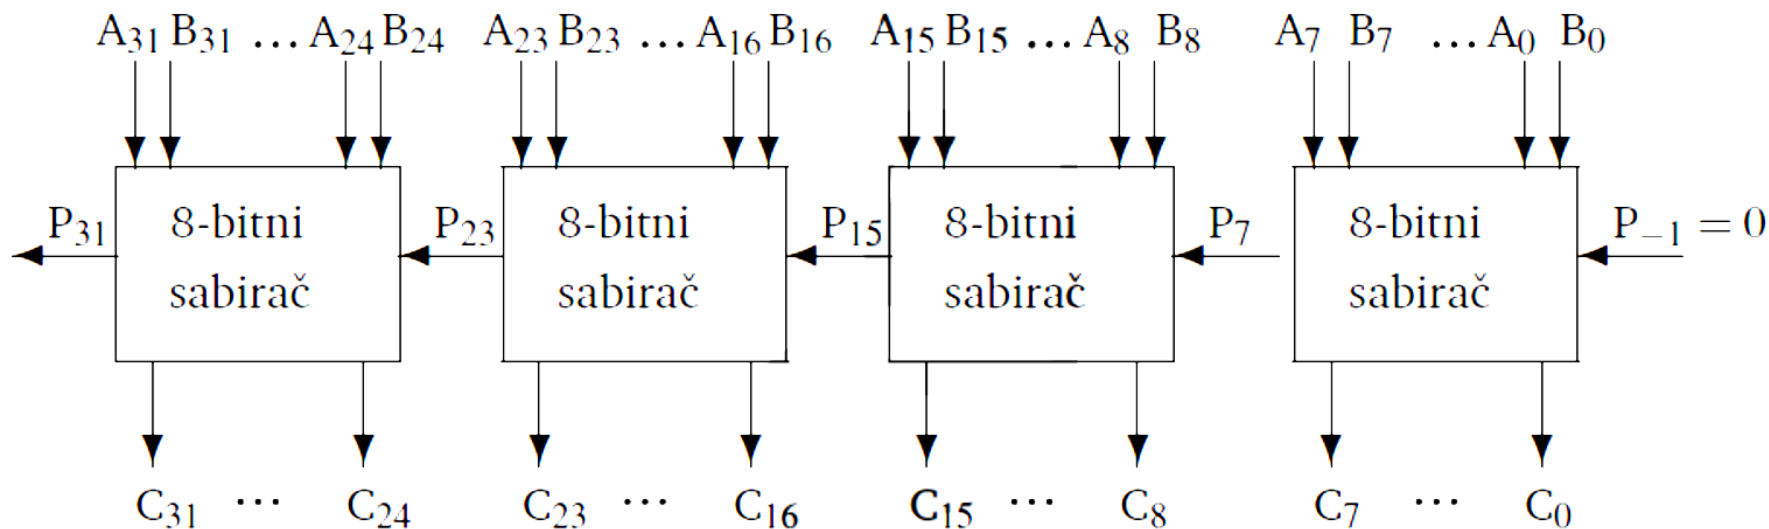 A₃₁ B₃₁ ... A₂₄ B₂₄ A₂₃ B₂₃ ... A₁₆ B₁₆ A₁₅ B₁₅ ... A₈ B₈ A₇ B₇ ... A₀ B₀
P₃₁ 8-bitni P₂₃ 8-bitni P₁₅ 8-bitni P₇ 8-bitni P₋₁ = 0
sabirač sabirač sabirač sabirač
C₃₁ ... C₂₄ C₂₃ ... C₁₆ C₁₅ ... C₈ C₇ ... C₀